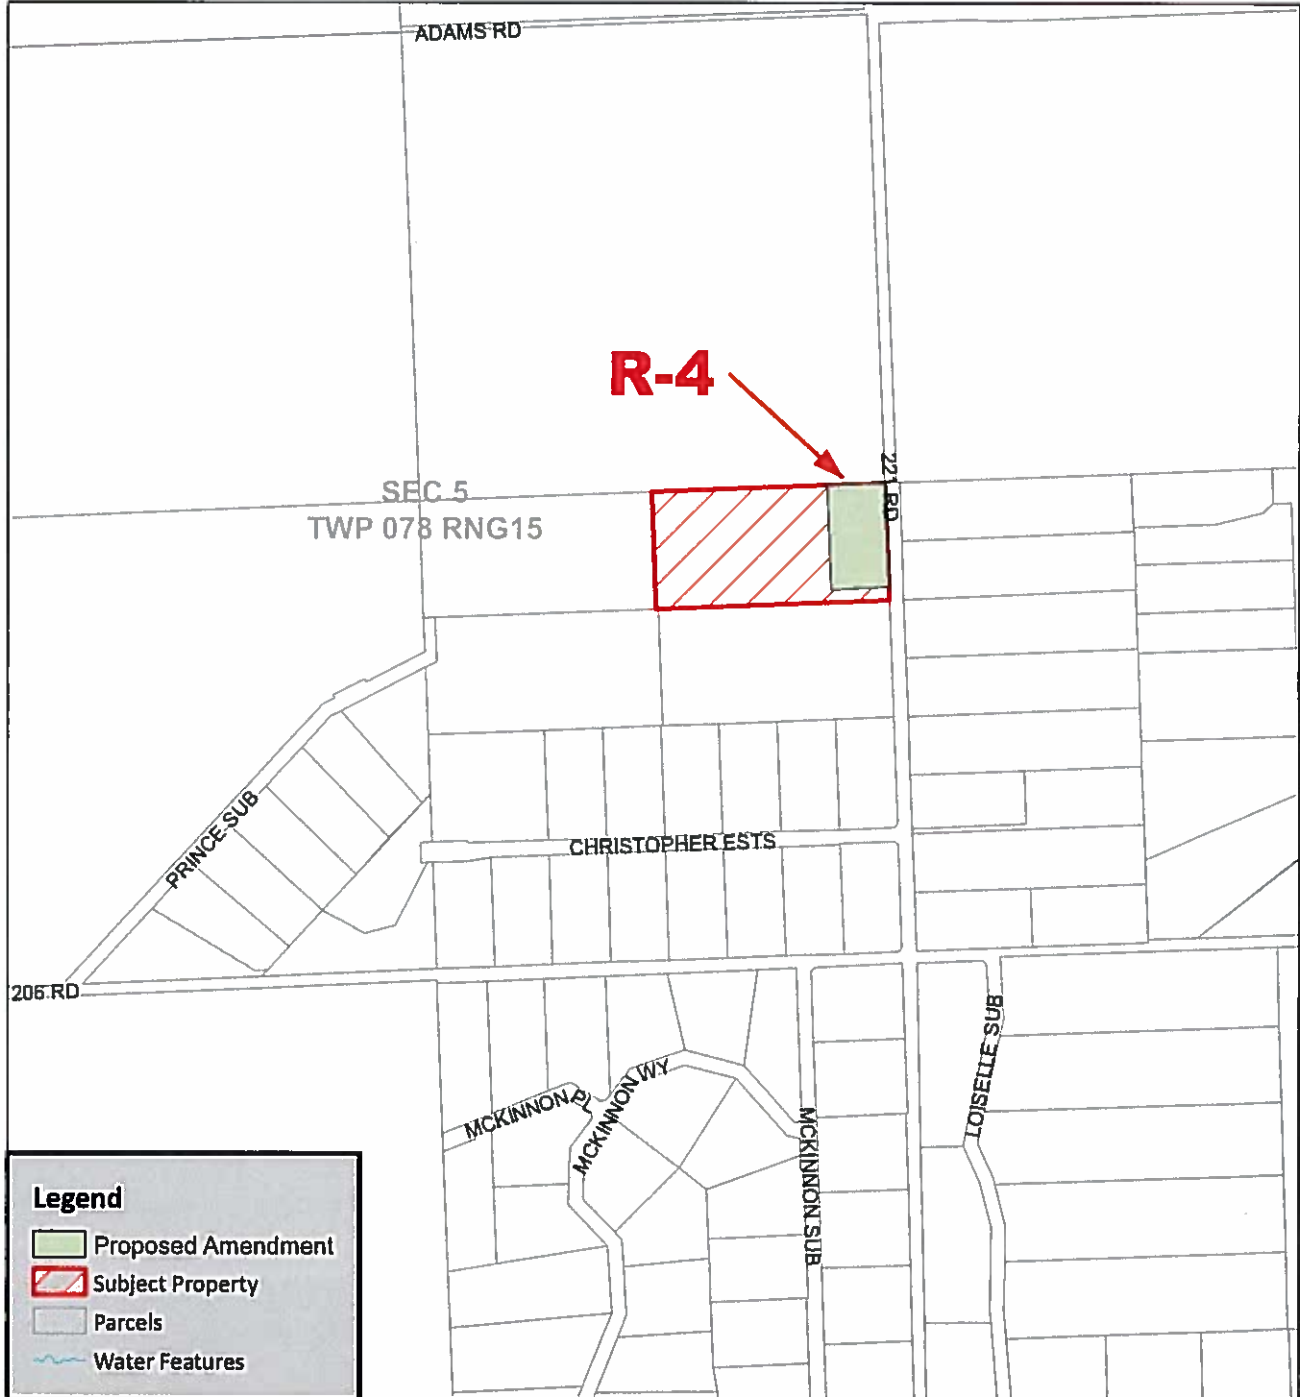 ADAMS RD
R-4
221 RD
SEC 5
TWP 078 RNG15
PRINCE SUB
CHRISTOPHER ESTS
206 RD
LOISELLE SUB
MCKINNON PL
MCKINNON WY
MCKINNON SUB
Legend
Proposed Amendment
Subject Property
Parcels
Water Features